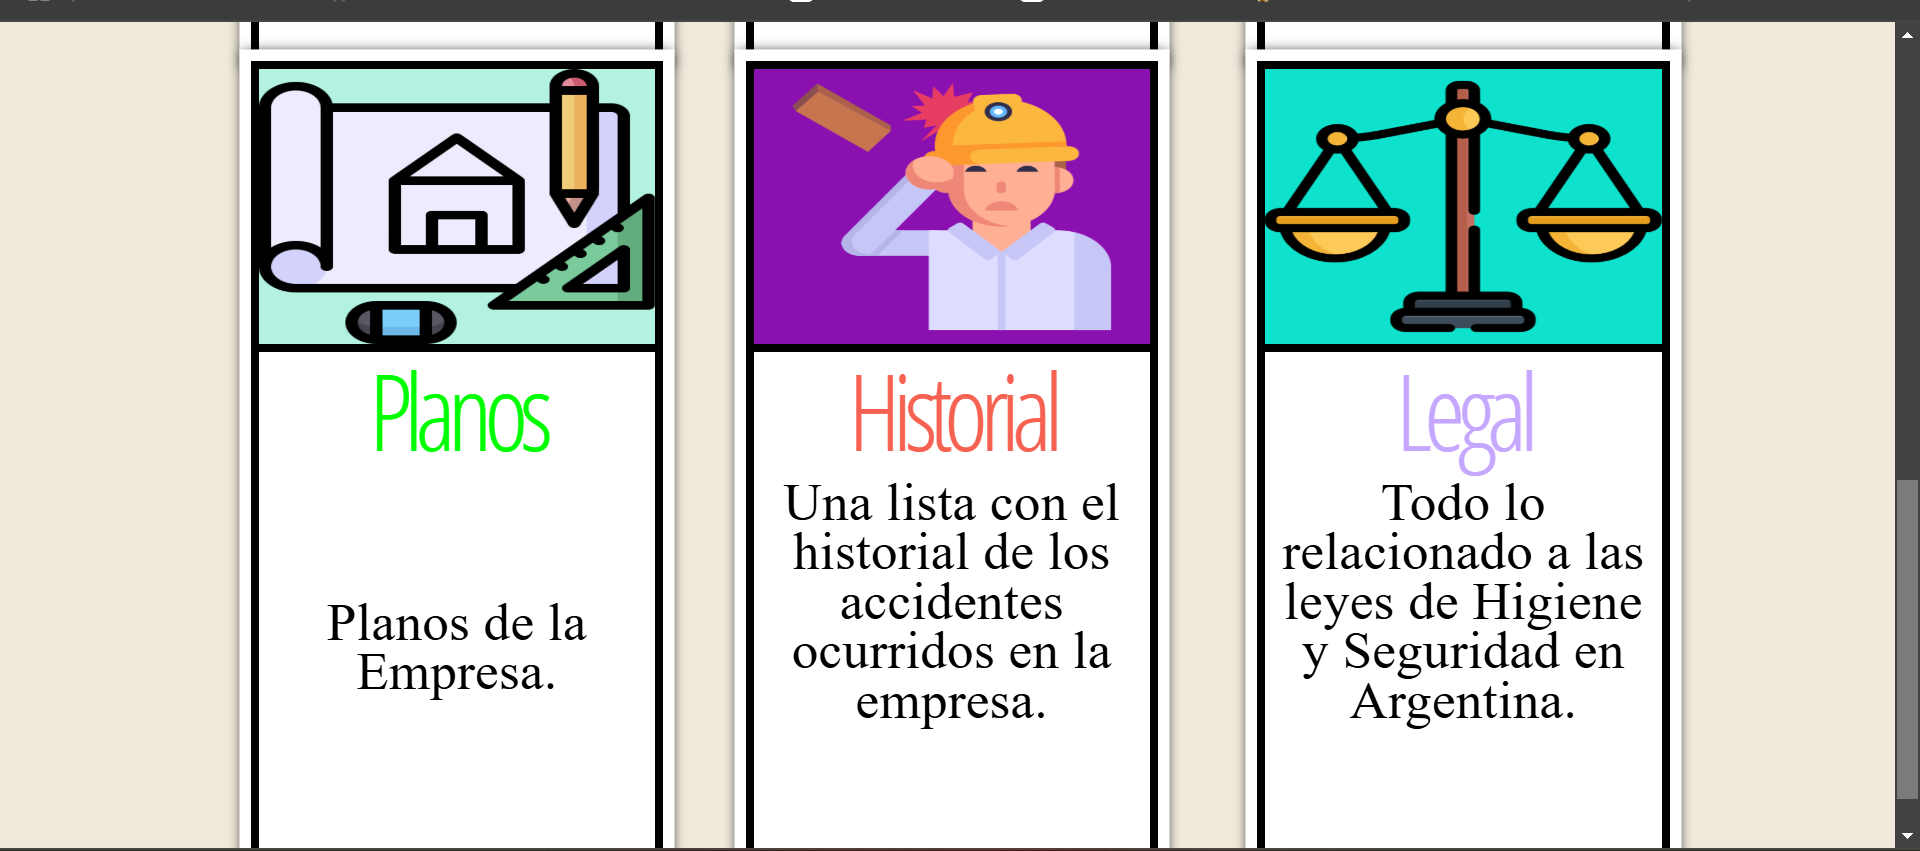 Planos
Planos de la
Empresa.
Historial
Una lista con el
historial de los
accidentes
ocurridos en la
empresa.
Legal
Todo lo
relacionado a las
leyes de Higiene
y Seguridad en
Argentina.